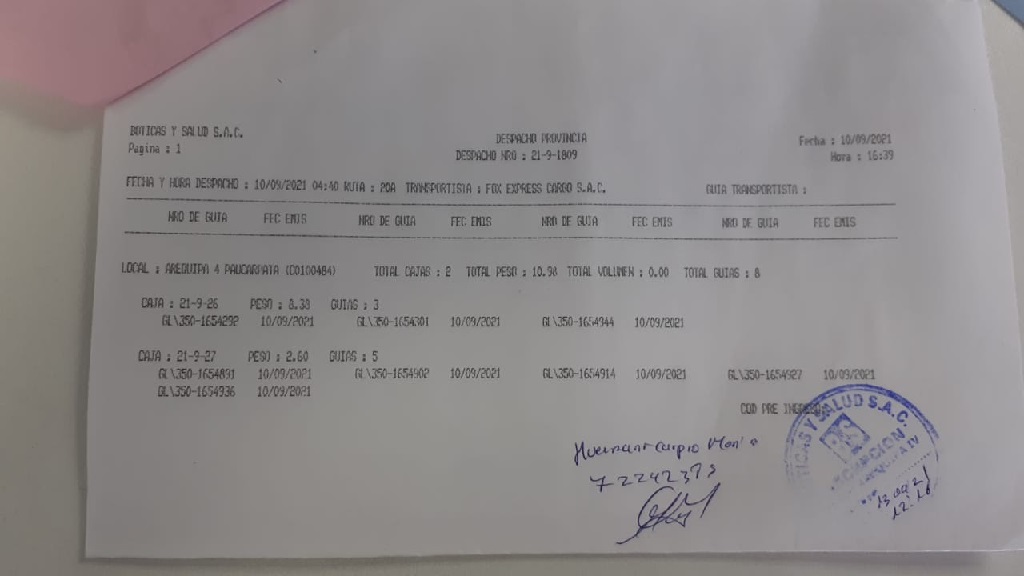 BOTICAS Y SALUD S.A.C.
Pagina : 1
DESPACHO PROVINCIA
DESPACHO NRO : 21-9-1809
Fecha : 10/09/2021
Hora : 16:39
FECHA Y HORA DESPACHO : 10/09/2021 04:40 RUTA : 20A TRANSPORTISTA : FOX EXPRESS CARGO S.A.C. GUIA TRANSPORTISTA :
NRO DE GUIA FEC EMIS NRO DE GUIA FEC EMIS NRO DE GUIA FEC EMIS NRO DE GUIA FEC EMIS
LOCAL : AREQUIPA 4 PAUCARPATA (C0100484) TOTAL CAJAS : 2 TOTAL PESO : 10.98 TOTAL VOLUMEN : 0.00 TOTAL GUIAS : 8
CAJA : 21-9-26 PESO : 8.38 GUIAS : 3
GL\350-1654292 10/09/2021 GL\350-1654301 10/09/2021 GL\350-1654944 10/09/2021
CAJA : 21-9-27 PESO : 2.60 GUIAS : 5
GL\350-1654891 10/09/2021 GL\350-1654902 10/09/2021 GL\350-1654914 10/09/2021 GL\350-1654927 10/09/2021
GL\350-1654936 10/09/2021
COD PRE
BOTICAS Y SALUD S.A.C.
RECEPCION
AREQUIPA IV
72242373